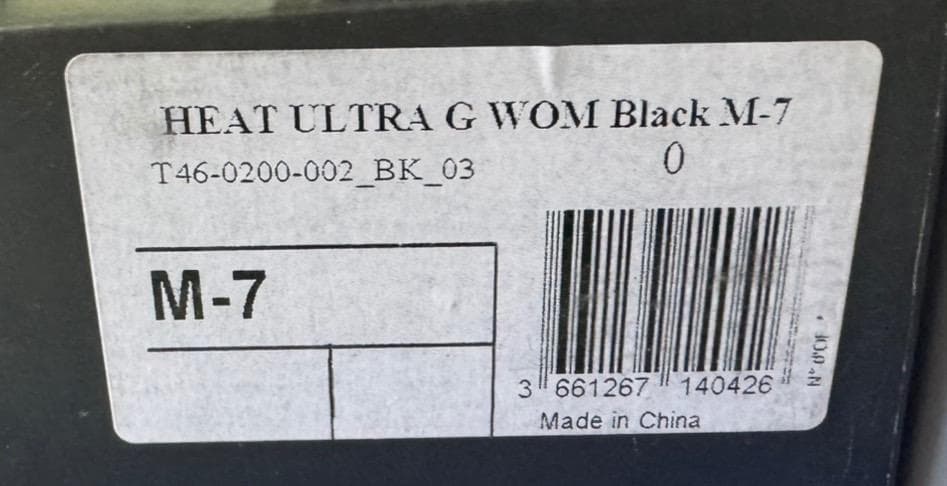 HEAT ULTRA G WOM Black M-7
T46-0200-002_BK_03
0
M-7
3 661267 140426
Made in China